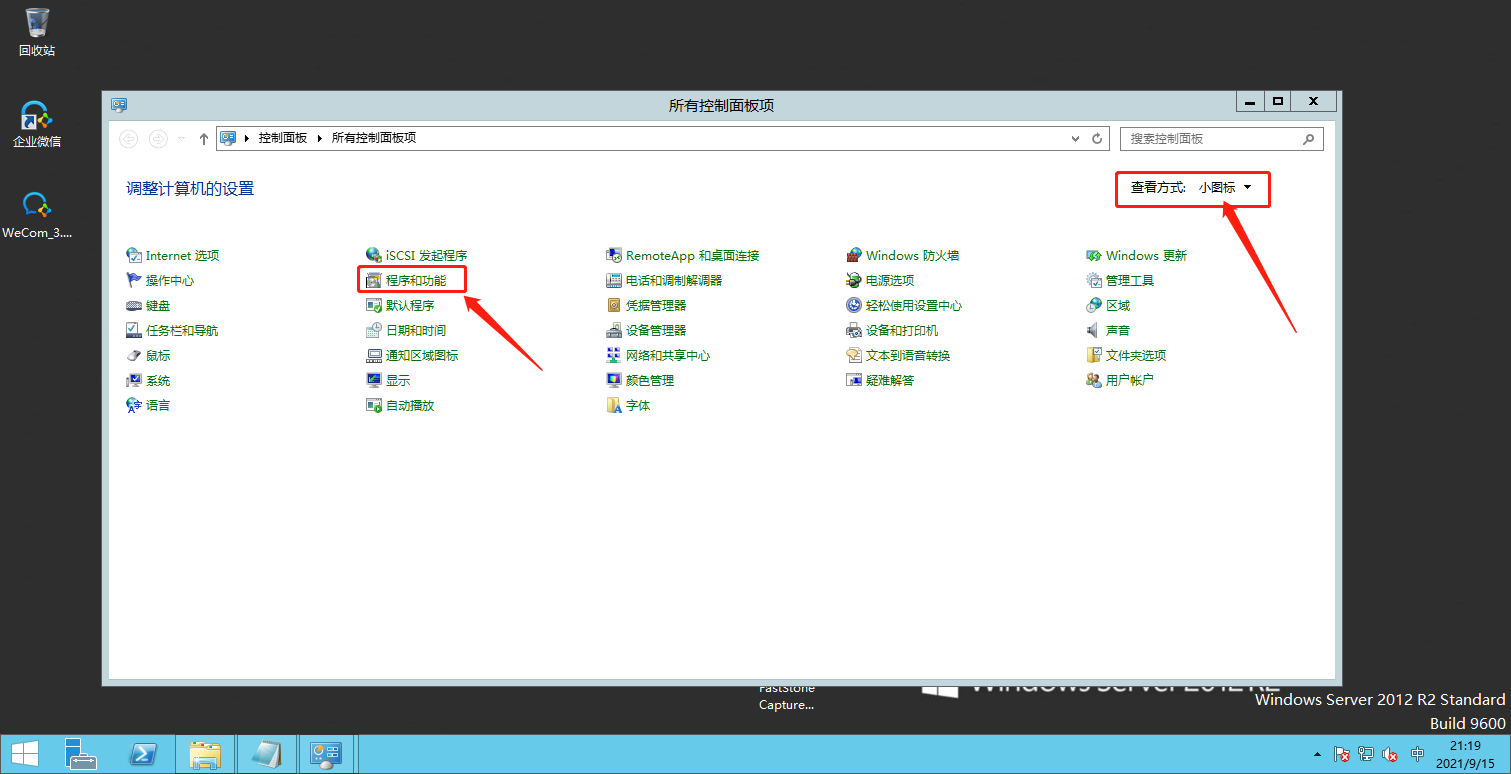 回收站
企业微信
WeCom_3....
所有控制面板项
控制面板 所有控制面板项
搜索控制面板
调整计算机的设置
查看方式: 小图标
Internet 选项
iSCSI 发起程序
RemoteApp 和桌面连接
Windows 防火墙
Windows 更新
操作中心
程序和功能
电话和调制解调器
电源选项
管理工具
键盘
默认程序
凭据管理器
轻松使用设置中心
区域
任务栏和导航
日期和时间
设备管理器
设备和打印机
声音
鼠标
通知区域图标
网络和共享中心
文本到语音转换
文件夹选项
系统
显示
颜色管理
疑难解答
用户帐户
语言
自动播放
字体
FastStone
Capture...
Windows Server 2012 R2
Windows Server 2012 R2 Standard
Build 9600
中
21:19
2021/9/15